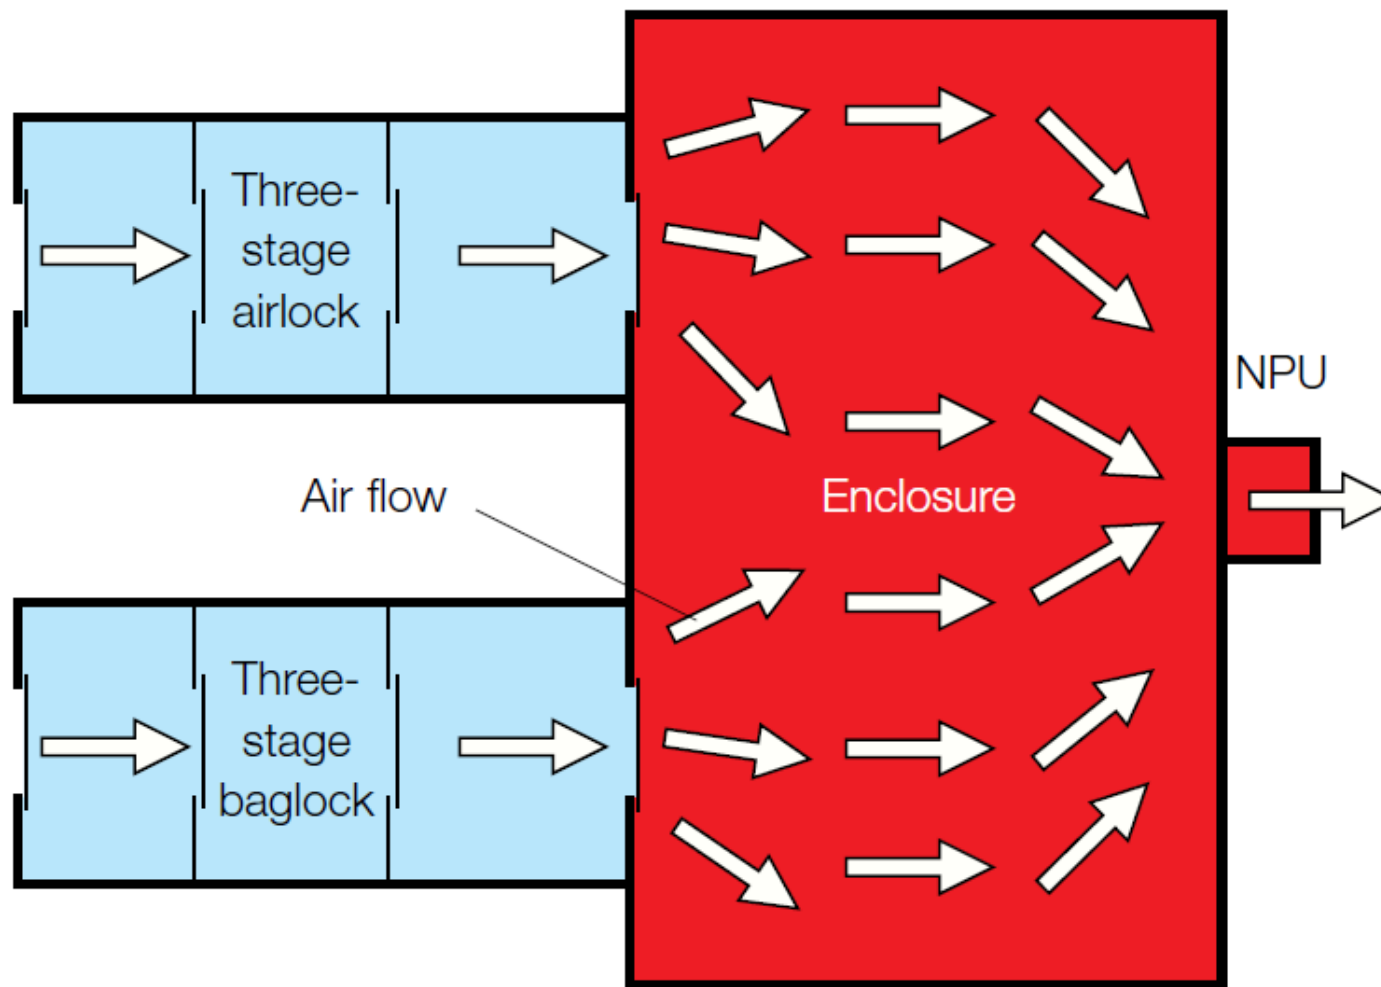 Three-
stage
airlock
NPU
Air flow
Enclosure
Three-
stage
baglock